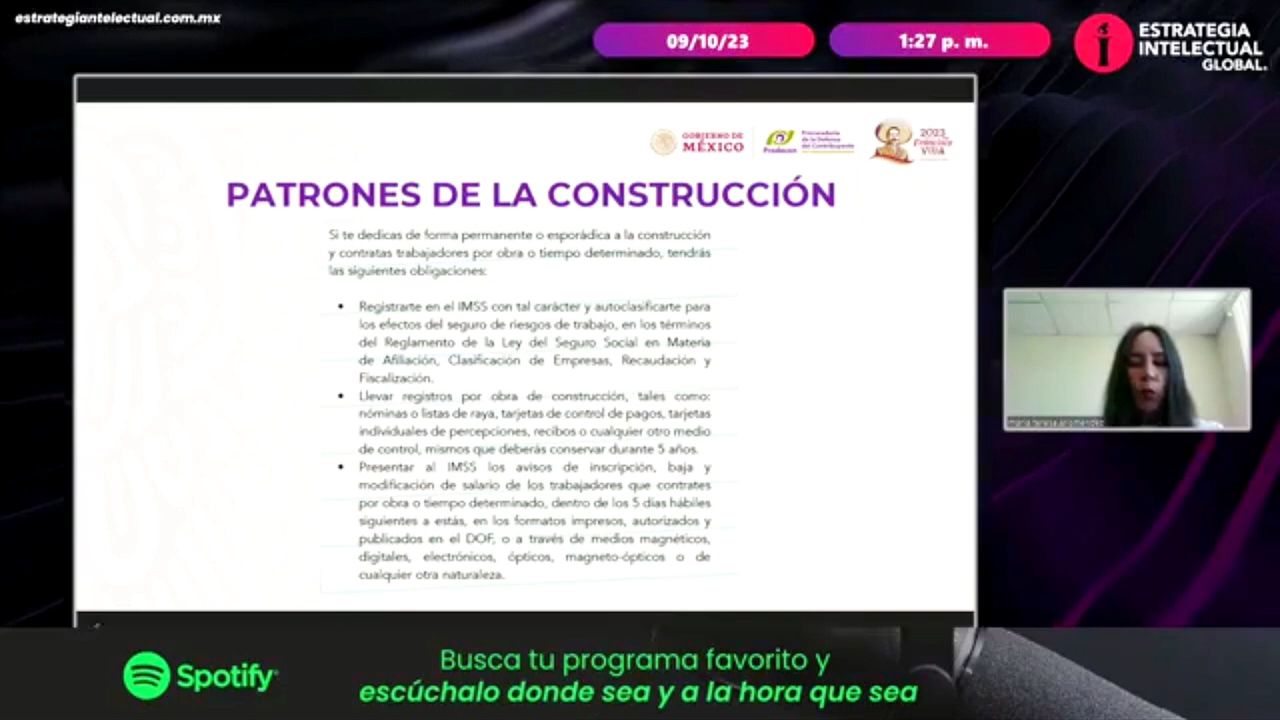 estrategiantelectual.com.mx
09/10/23
1:27 p. m.
ESTRATEGIA
INTELECTUAL
GLOBAL.
GOBIERNO DE
MÉXICO
Prodecon
Procuraduría
de la Defensa
del Contribuyente
2023
Francisco
VILLA
PATRONES DE LA CONSTRUCCIÓN
Si te dedicas de forma permanente o esporádica a la construcción
y contratas trabajadores por obra o tiempo determinado, tendrás
las siguientes obligaciones:
• Registrarte en el IMSS con tal carácter y autoclasificarte para
los efectos del seguro de riesgos de trabajo, en los términos
del Reglamento de la Ley del Seguro Social en Materia
de Afiliación, Clasificación de Empresas, Recaudación y
Fiscalización.
• Llevar registros por obra de construcción, tales como:
nóminas o listas de raya, tarjetas de control de pagos, tarjetas
individuales de percepciones, recibos o cualquier otro medio
de control, mismos que deberás conservar durante 5 años.
• Presentar al IMSS los avisos de inscripción, baja y
modificación de salario de los trabajadores que contrates
por obra o tiempo determinado, dentro de los 5 días hábiles
siguientes a estás, en los formatos impresos, autorizados y
publicados en el DOF, o a través de medios magnéticos,
digitales, electrónicos, ópticos, magneto-ópticos o de
cualquier otra naturaleza.
Spotify
Busca tu programa favorito y
escúchalo donde sea y a la hora que sea